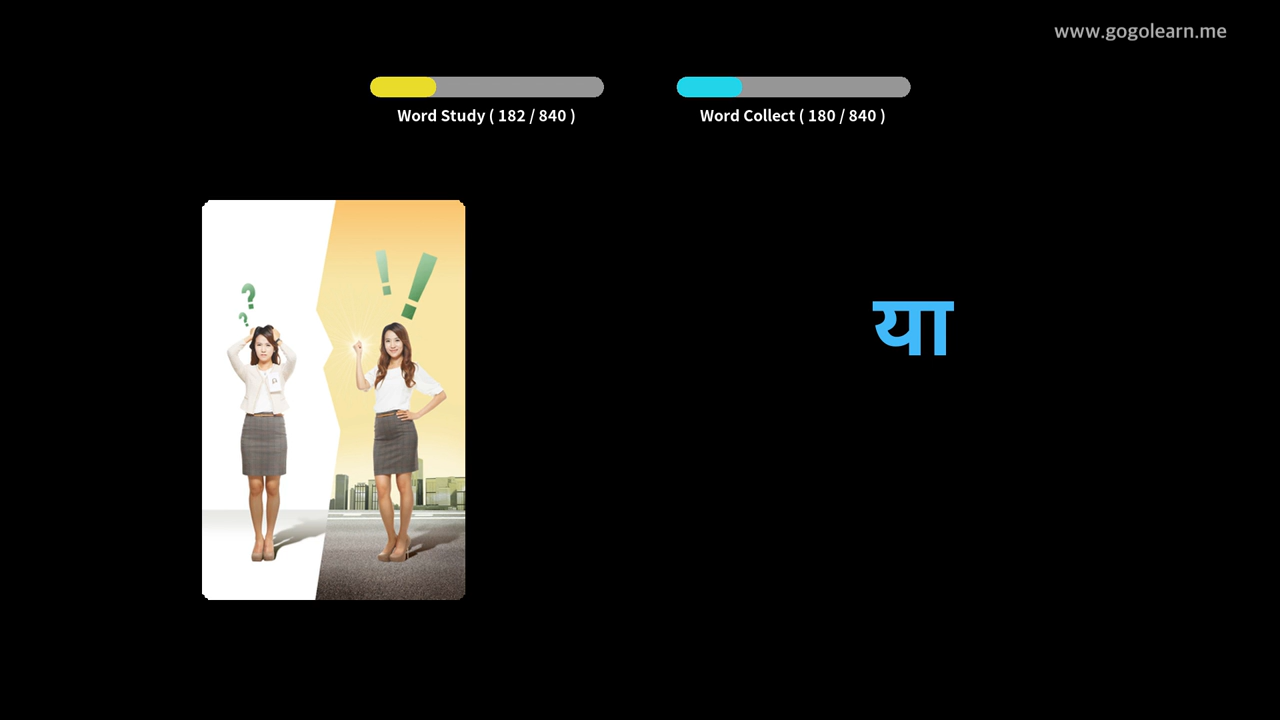 www.gogolearn.me
Word Study ( 182 / 840 )
Word Collect ( 180 / 840 )
? ? ! !
या